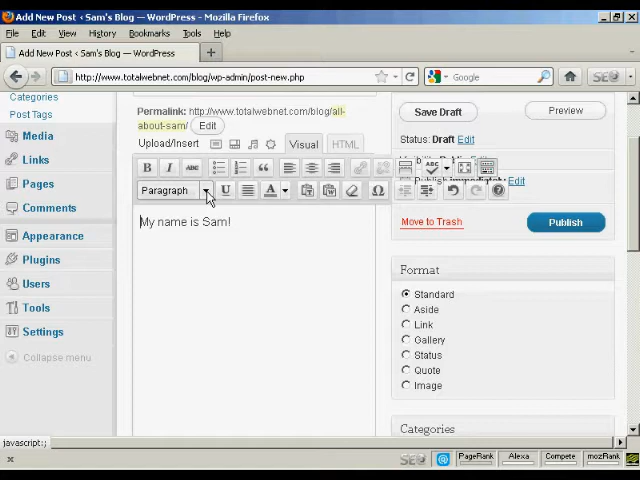 Add New Post ‹ Sam's Blog — WordPress - Mozilla Firefox
File Edit View History Bookmarks Tools Help
Add New Post ‹ Sam's Blog — WordPress
http://www.totalwebnet.com/blog/wp-admin/post-new.php
Google
Categories
Post Tags
Media
Links
Pages
Comments
Appearance
Plugins
Users
Tools
Settings
Collapse menu
Permalink: http://www.totalwebnet.com/blog/all-
about-sam/ Edit
Upload/Insert Visual HTML
B I ABC
Paragraph U A
My name is Sam!
Save Draft Preview
Status: Draft Edit
immediately Edit
Move to Trash Publish
Format
Standard
Aside
Link
Gallery
Status
Quote
Image
Categories
javascript:;
PageRank Alexa Compete mozRank